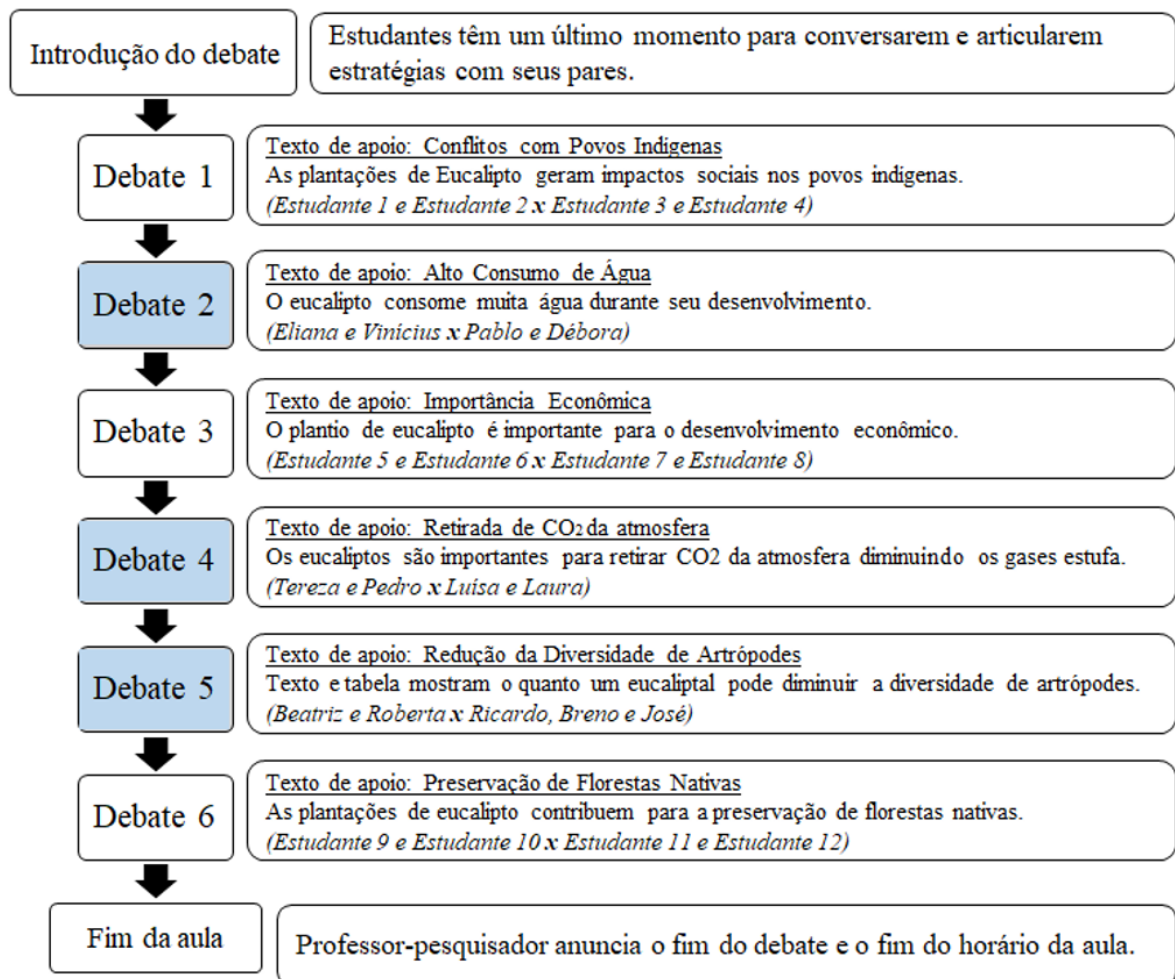 Introdução do debate
Estudantes têm um último momento para conversarem e articularem
estratégias com seus pares.
Debate 1
Texto de apoio: Conflitos com Povos Indígenas
As plantações de Eucalipto geram impactos sociais nos povos indígenas.
(Estudante 1 e Estudante 2 x Estudante 3 e Estudante 4)
Debate 2
Texto de apoio: Alto Consumo de Água
O eucalipto consome muita água durante seu desenvolvimento.
(Eliana e Vinícius x Pablo e Débora)
Debate 3
Texto de apoio: Importância Econômica
O plantio de eucalipto é importante para o desenvolvimento econômico.
(Estudante 5 e Estudante 6 x Estudante 7 e Estudante 8)
Debate 4
Texto de apoio: Retirada de CO₂ da atmosfera
Os eucaliptos são importantes para retirar CO2 da atmosfera diminuindo os gases estufa.
(Tereza e Pedro x Luísa e Laura)
Debate 5
Texto de apoio: Redução da Diversidade de Artrópodes
Texto e tabela mostram o quanto um eucaliptal pode diminuir a diversidade de artrópodes.
(Beatriz e Roberta x Ricardo, Breno e José)
Debate 6
Texto de apoio: Preservação de Florestas Nativas
As plantações de eucalipto contribuem para a preservação de florestas nativas.
(Estudante 9 e Estudante 10 x Estudante 11 e Estudante 12)
Fim da aula
Professor-pesquisador anuncia o fim do debate e o fim do horário da aula.